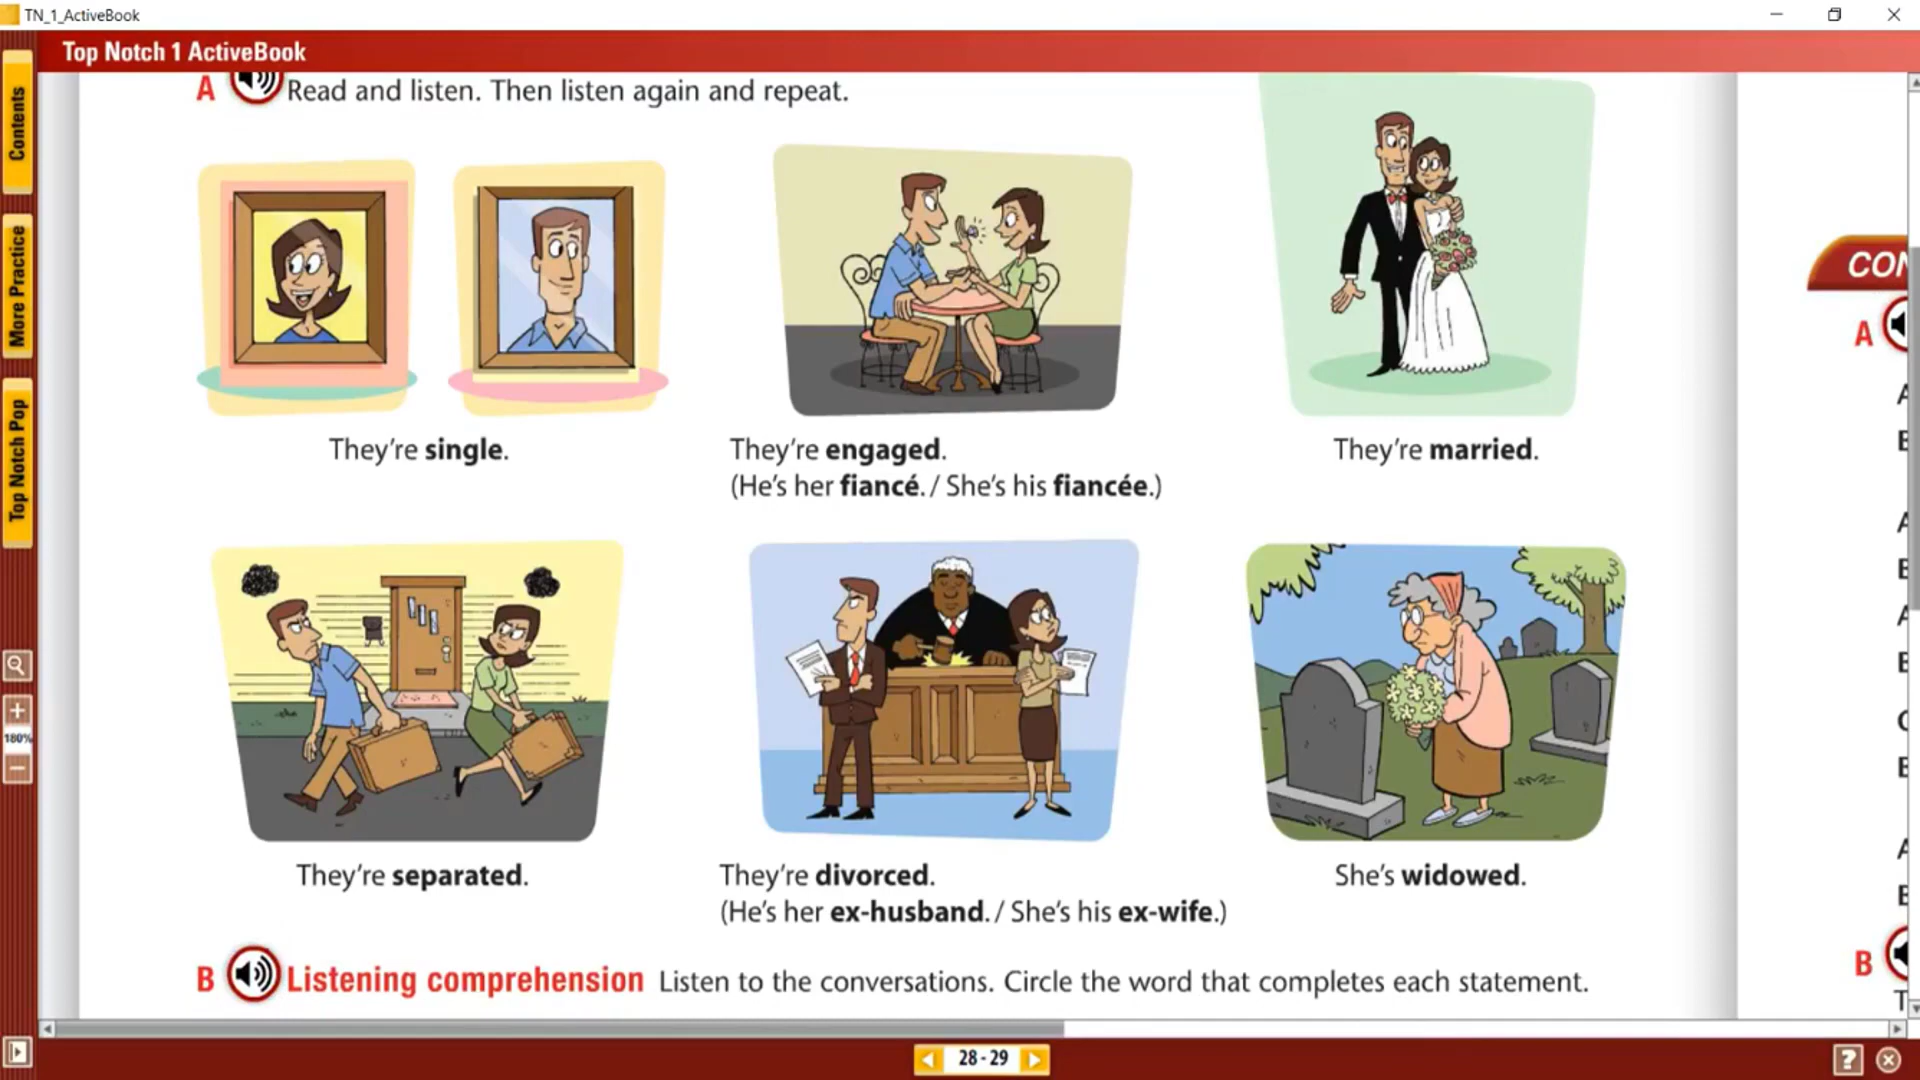 TN_1_ActiveBook
Top Notch 1 ActiveBook
Contents
More Practice
Top Notch Pop
180%
A Read and listen. Then listen again and repeat.
They're single.
They're engaged.
(He's her fiancé. / She's his fiancée.)
They're married.
They're separated.
They're divorced.
(He's her ex-husband. / She's his ex-wife.)
She's widowed.
B Listening comprehension Listen to the conversations. Circle the word that completes each statement.
A
B
28 - 29
?